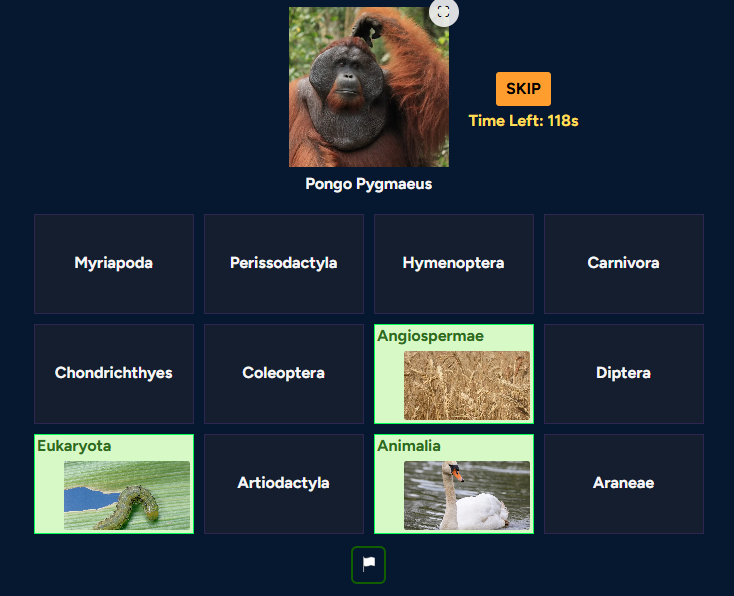 SKIP
Time Left: 118s
Pongo Pygmaeus
Myriapoda
Perissodactyla
Hymenoptera
Carnivora
Chondrichthyes
Coleoptera
Angiospermae
Diptera
Eukaryota
Artiodactyla
Animalia
Araneae